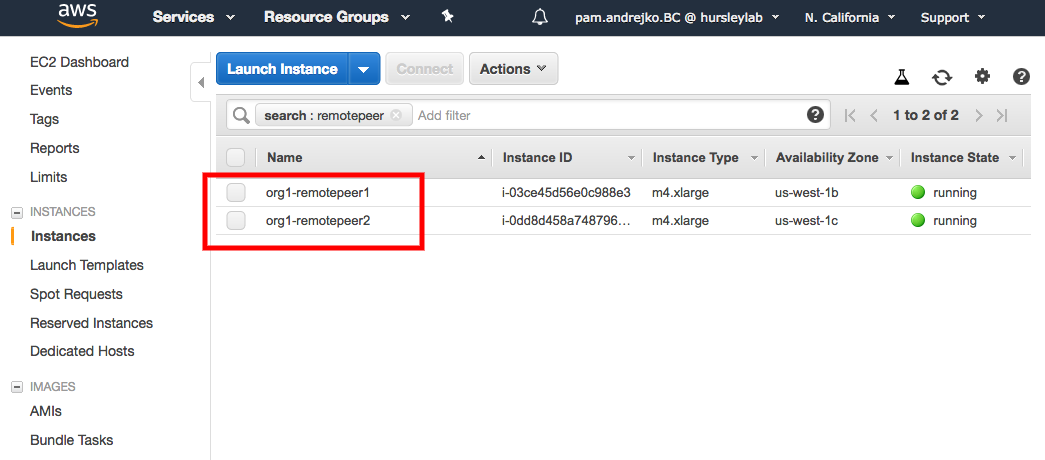 aws Services Resource Groups pam.andrejko.BC @ hursleylab N. California Support
EC2 Dashboard
Events
Tags
Reports
Limits
INSTANCES
Instances
Launch Templates
Spot Requests
Reserved Instances
Dedicated Hosts
IMAGES
AMIs
Bundle Tasks
Launch Instance Connect Actions
search : remotepeer Add filter ? 1 to 2 of 2
Name Instance ID Instance Type Availability Zone Instance State
org1-remotepeer1 i-03ce45d56e0c988e3 m4.xlarge us-west-1b running
org1-remotepeer2 i-0dd8d458a748796… m4.xlarge us-west-1c running